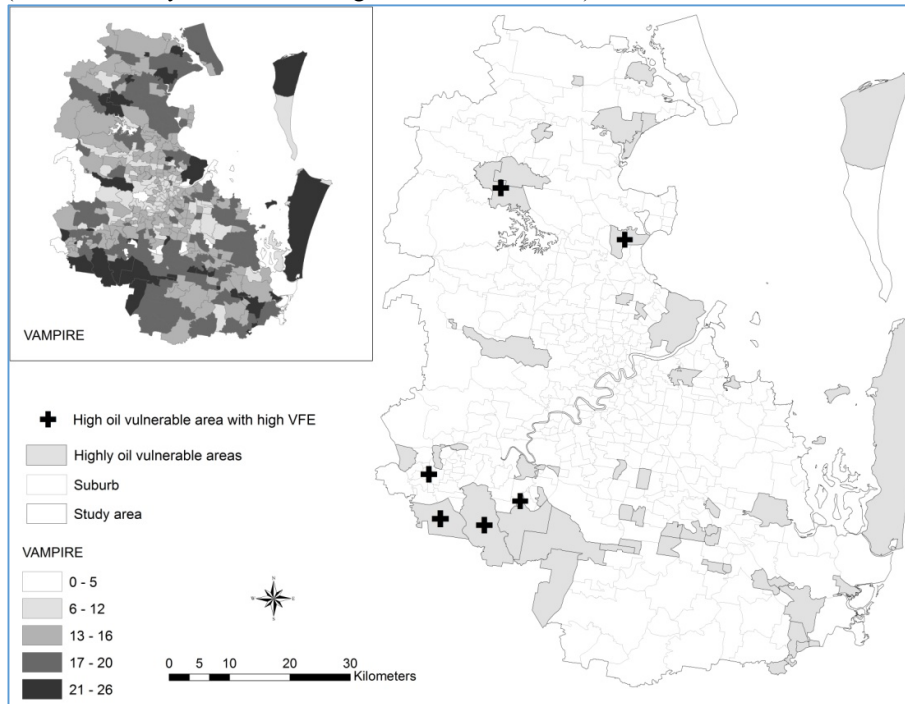 VAMPIRE
High oil vulnerable area with high VFE
Highly oil vulnerable areas
Suburb
Study area
VAMPIRE
0 - 5
6 - 12
13 - 16
17 - 20
21 - 26
N
W E
S
0 5 10 20 30
Kilometers